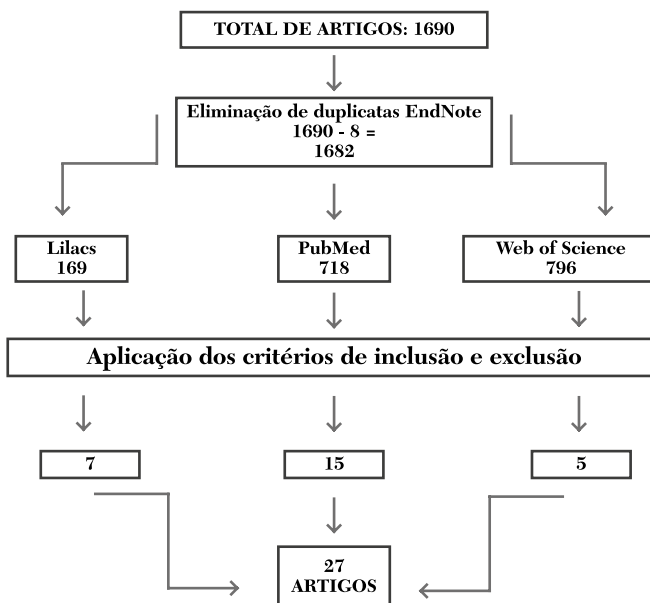 TOTAL DE ARTIGOS: 1690
Eliminação de duplicatas EndNote
1690 - 8 =
1682
Lilacs
169
PubMed
718
Web of Science
796
Aplicação dos critérios de inclusão e exclusão
7
15
5
27
ARTIGOS